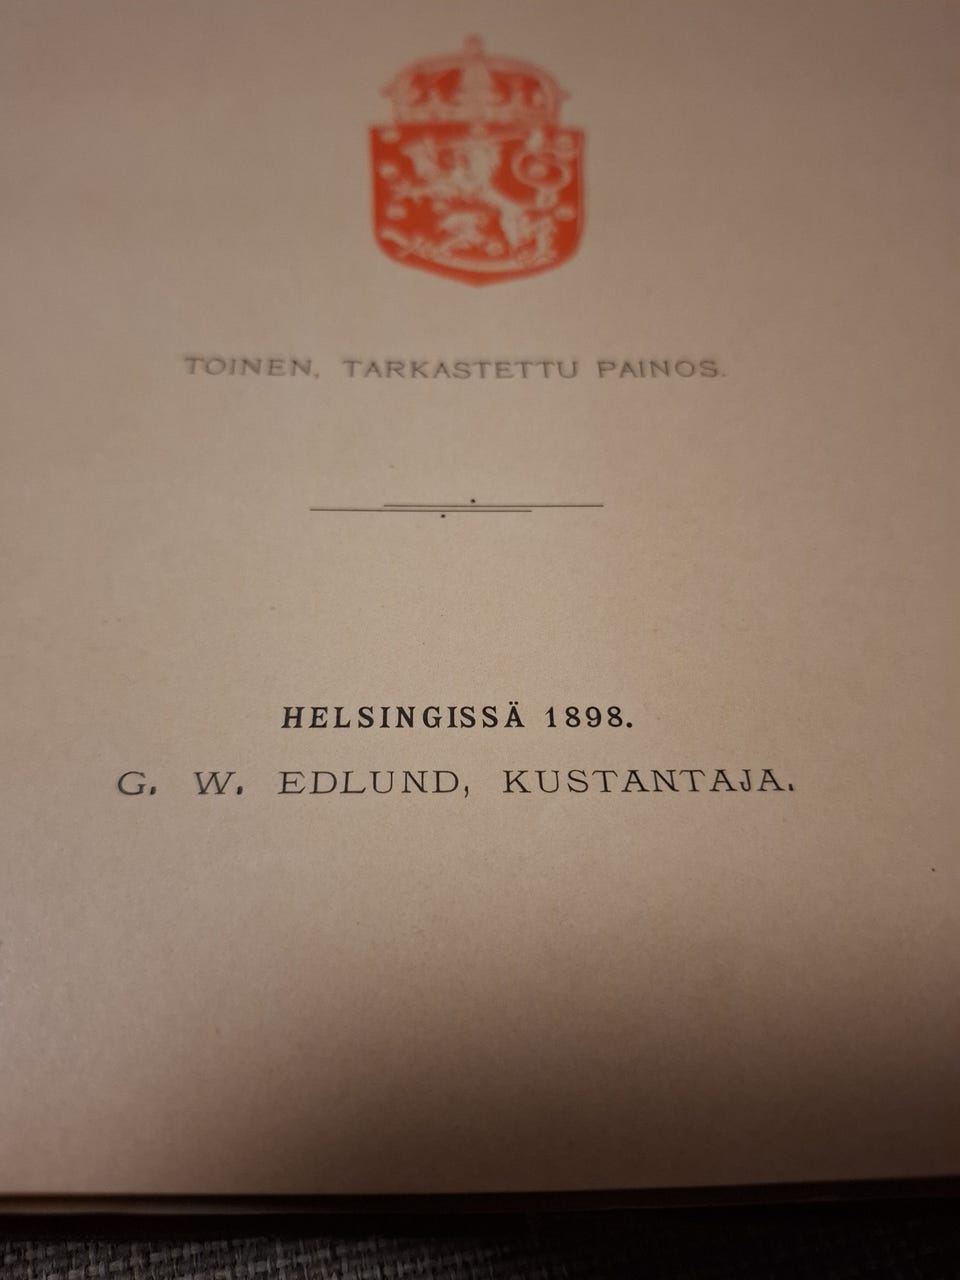 TOINEN, TARKASTETTU PAINOS.
HELSINGISSÄ 1898.
G. W. EDLUND, KUSTANTAJA.